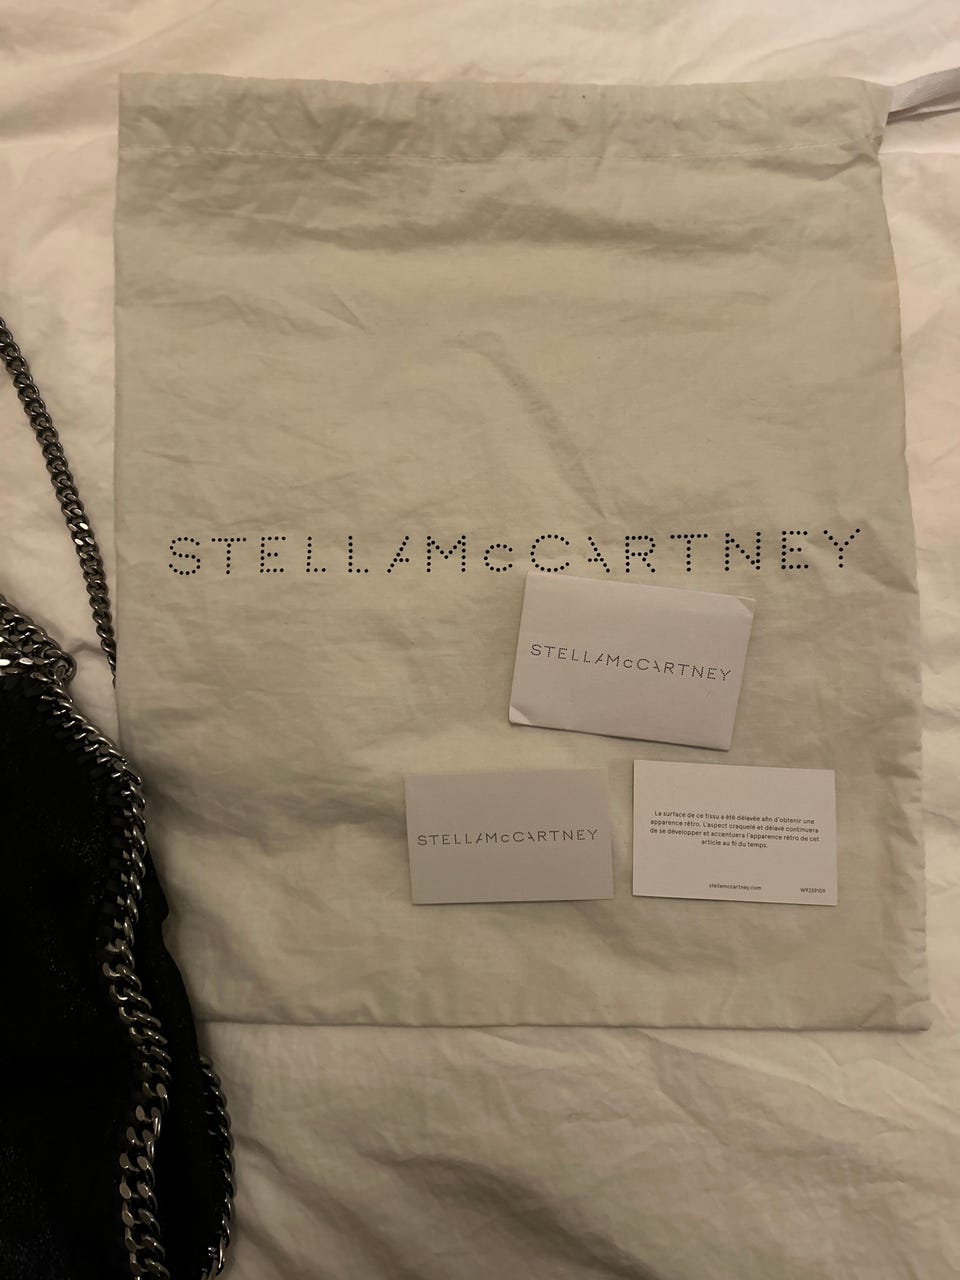 STELLAMcCARTNEY
STELLAMcCARTNEY
STELLAMcCARTNEY
La surface de ce tissu a été délavée afin d'obtenir une
apparence rétro. L'aspect craquelé et délavé continuera
de se développer et accentuera l'apparence rétro de cet
article au fil du temps.
stellamccartney.com
W9259109